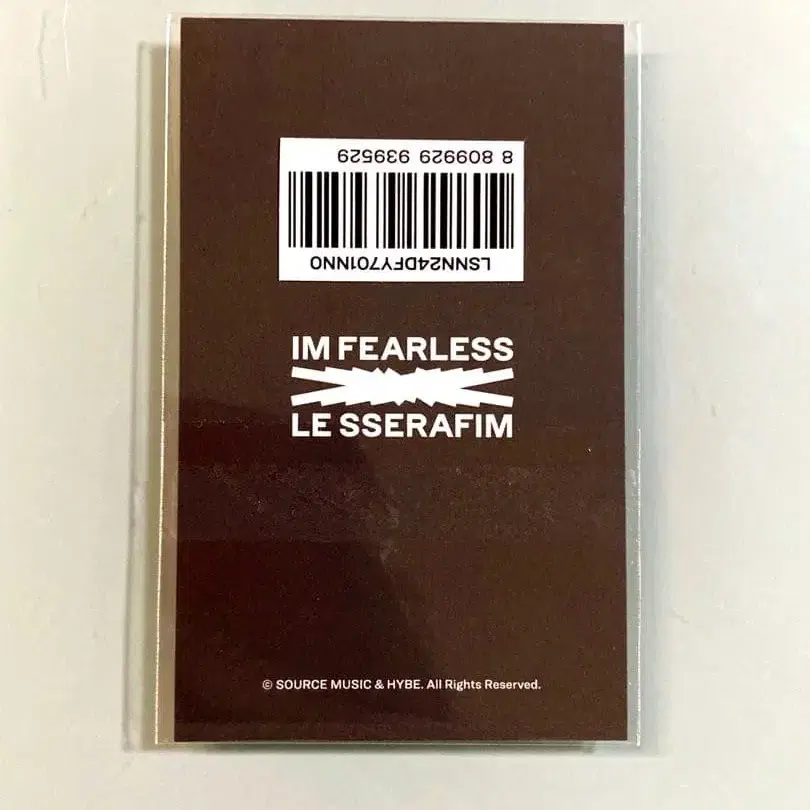 8 809929 939529
LSNN24DFY701NNO
IM FEARLESS
LE SSERAFIM
© SOURCE MUSIC & HYBE. All Rights Reserved.